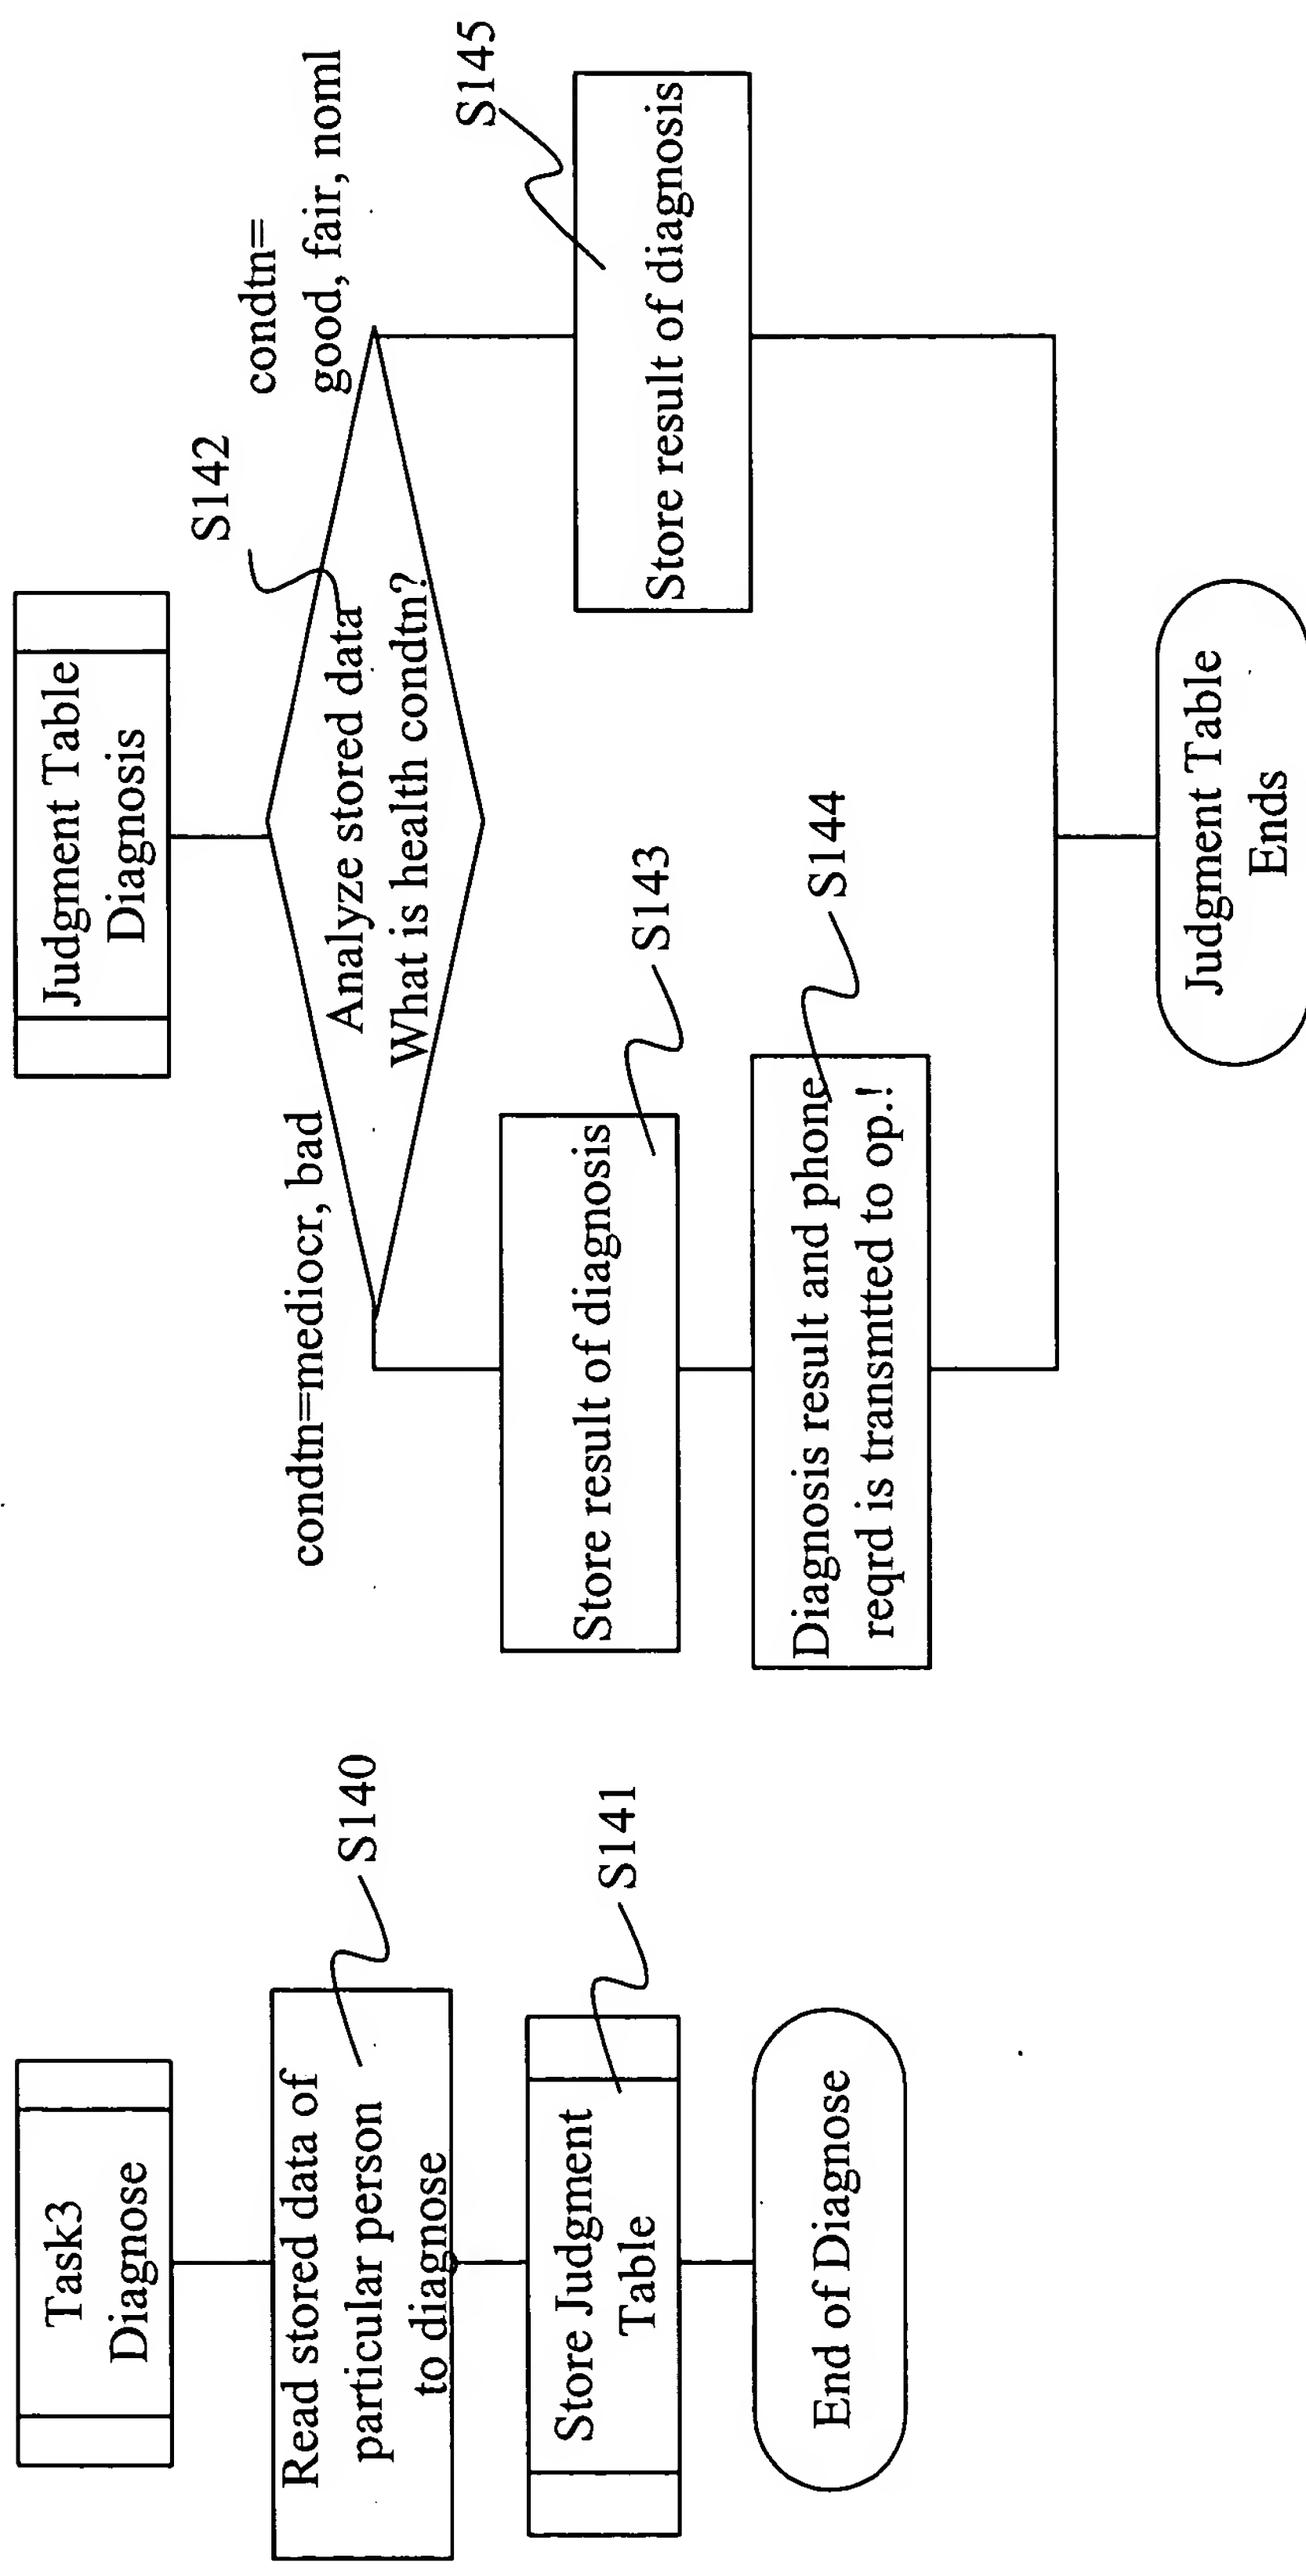 Task3
Diagnose
Read stored data of
particular person
to diagnose
S140
Store Judgment
Table
S141
End of Diagnose
Judgment Table
Diagnosis
S142
Analyze stored data
What is health condtn?
condtn=mediocr, bad
condtn=
good, fair, noml
Store result of diagnosis
S143
Diagnosis result and phone
reqrd is transmtted to op.!
S144
Store result of diagnosis
S145
Judgment Table
Ends